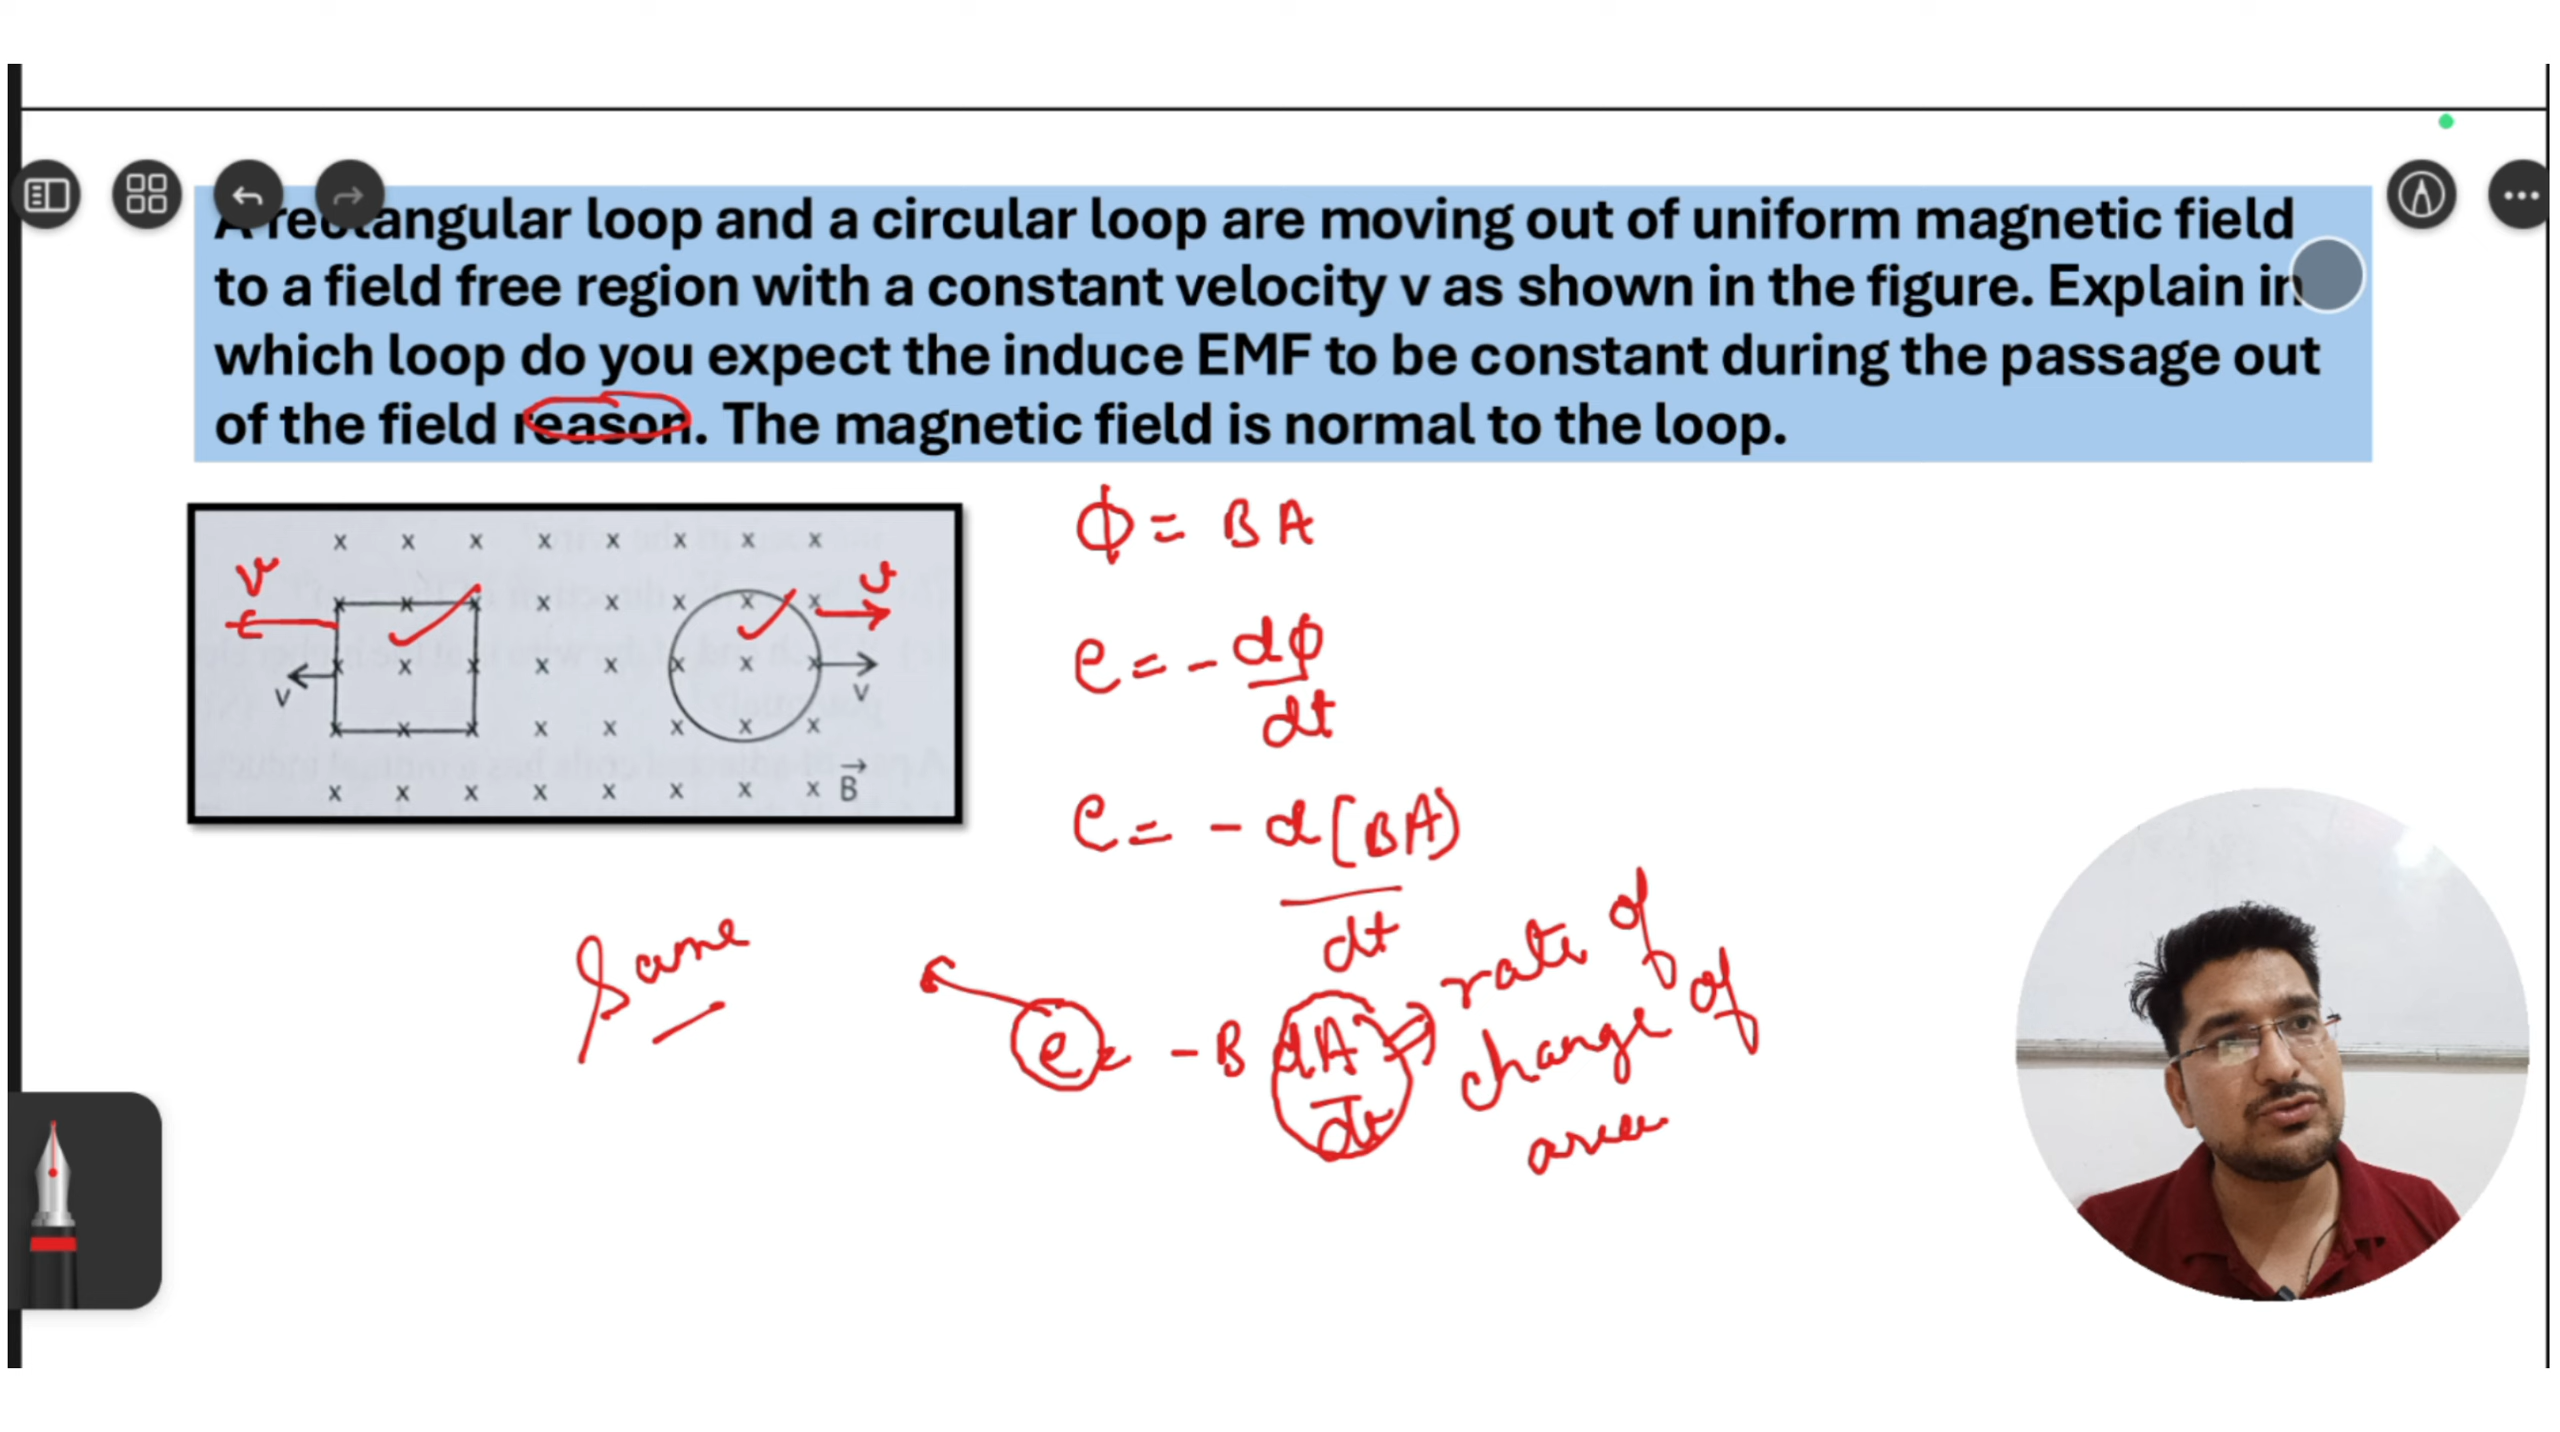 A rectangular loop and a circular loop are moving out of uniform magnetic field
to a field free region with a constant velocity v as shown in the figure. Explain in
which loop do you expect the induce EMF to be constant during the passage out
of the field reason. The magnetic field is normal to the loop.
x x x x x x x x
v v
x x x x x x x x
x x x x x x x x
v v
x x x x x x x x
x x x x x x x x B⃗
ϕ = BA
e = - dϕ/dt
e = - d(BA)/dt
Same
e = - B dA/dt ⇒ rate of
change of
area